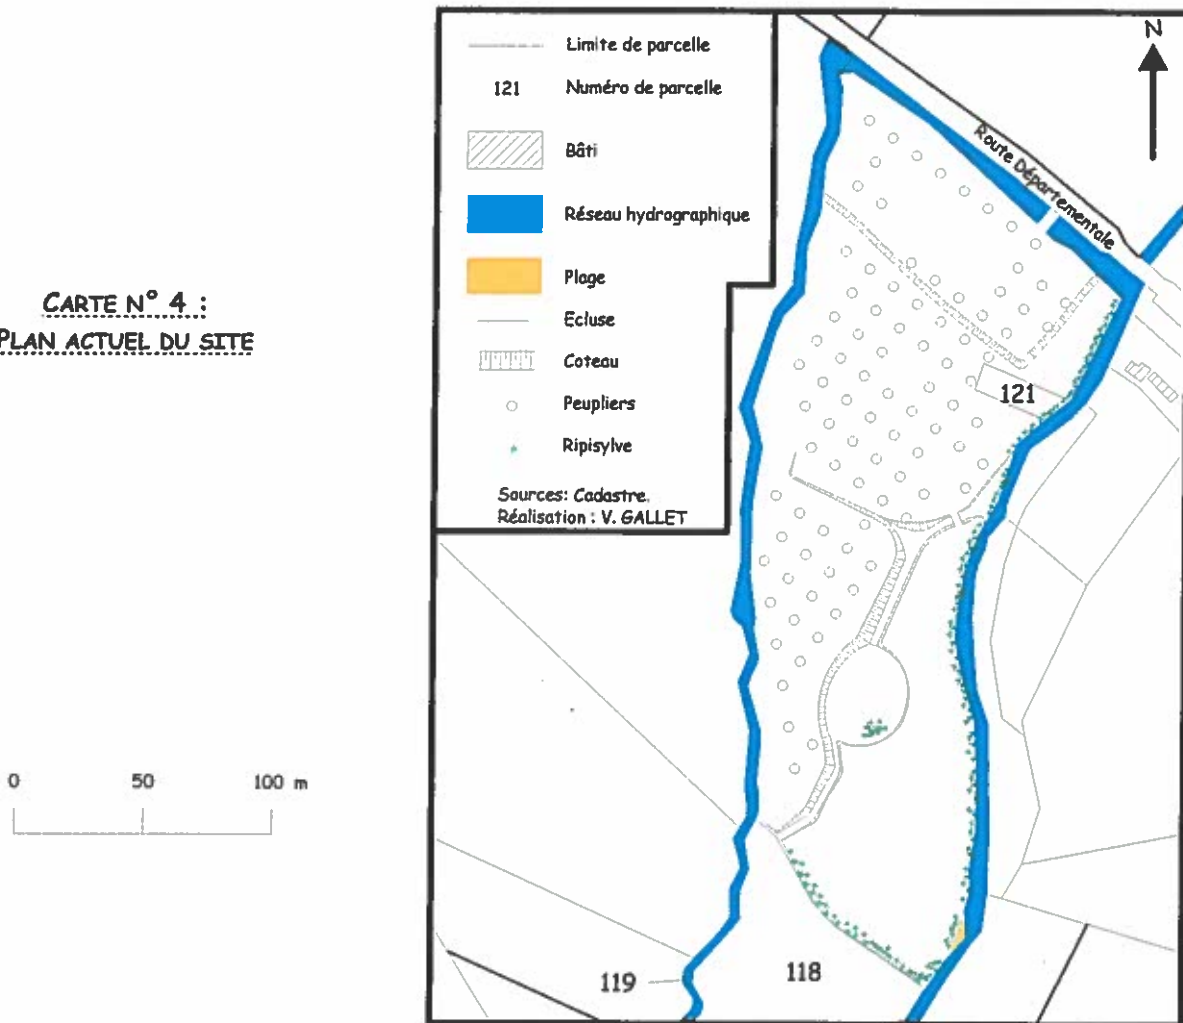 CARTE N° 4 :
PLAN ACTUEL DU SITE
0 50 100 m
Limite de parcelle
121 Numéro de parcelle
Bâti
Réseau hydrographique
Plage
Ecluse
Coteau
Peupliers
Ripisylve
Sources: Cadastre.
Réalisation : V. GALLET
N
Route Départementale
121
119
118